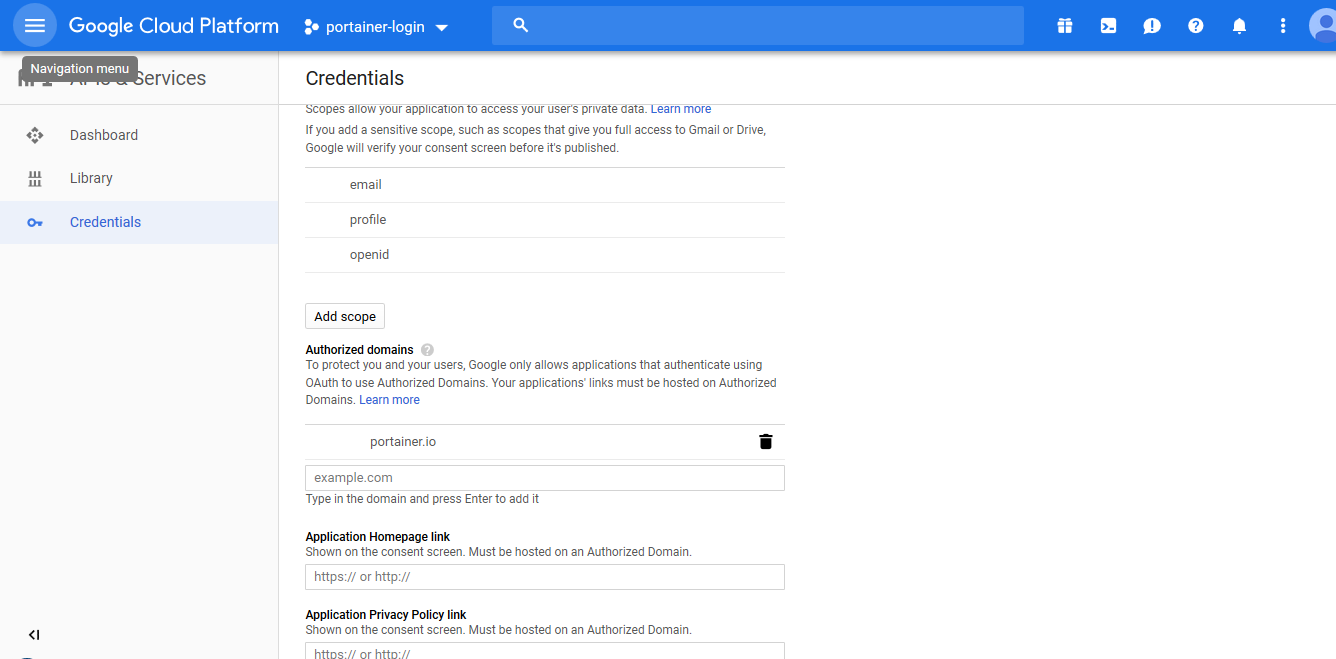 Google Cloud Platform
portainer-login
Navigation menu
APIs & Services
Credentials
Dashboard
Library
Credentials
Scopes allow your application to access your user's private data. Learn more
If you add a sensitive scope, such as scopes that give you full access to Gmail or Drive,
Google will verify your consent screen before it's published.
email
profile
openid
Add scope
Authorized domains
To protect you and your users, Google only allows applications that authenticate using
OAuth to use Authorized Domains. Your applications' links must be hosted on Authorized
Domains. Learn more
portainer.io
example.com
Type in the domain and press Enter to add it
Application Homepage link
Shown on the consent screen. Must be hosted on an Authorized Domain.
https:// or http://
Application Privacy Policy link
Shown on the consent screen. Must be hosted on an Authorized Domain.
https:// or http://